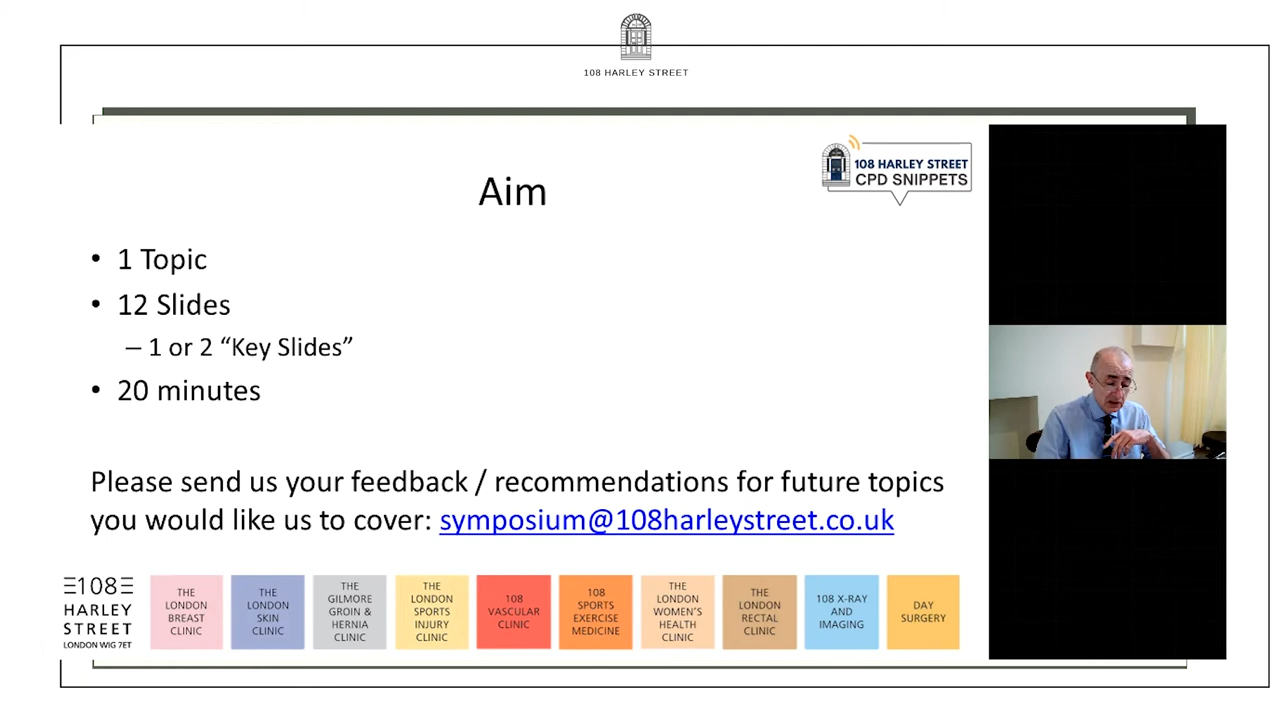 108 HARLEY STREET
108 HARLEY STREET
CPD SNIPPETS
Aim
• 1 Topic
• 12 Slides
– 1 or 2 “Key Slides”
• 20 minutes
Please send us your feedback / recommendations for future topics
you would like us to cover: symposium@108harleystreet.co.uk
108
HARLEY
STREET
LONDON W1G 7ET
THE
LONDON
BREAST
CLINIC
THE
LONDON
SKIN
CLINIC
THE
GILMORE
GROIN &
HERNIA
CLINIC
THE
LONDON
SPORTS
INJURY
CLINIC
108
VASCULAR
CLINIC
108
SPORTS
EXERCISE
MEDICINE
THE
LONDON
WOMEN'S
HEALTH
CLINIC
THE
LONDON
RECTAL
CLINIC
108 X-RAY
AND
IMAGING
DAY
SURGERY